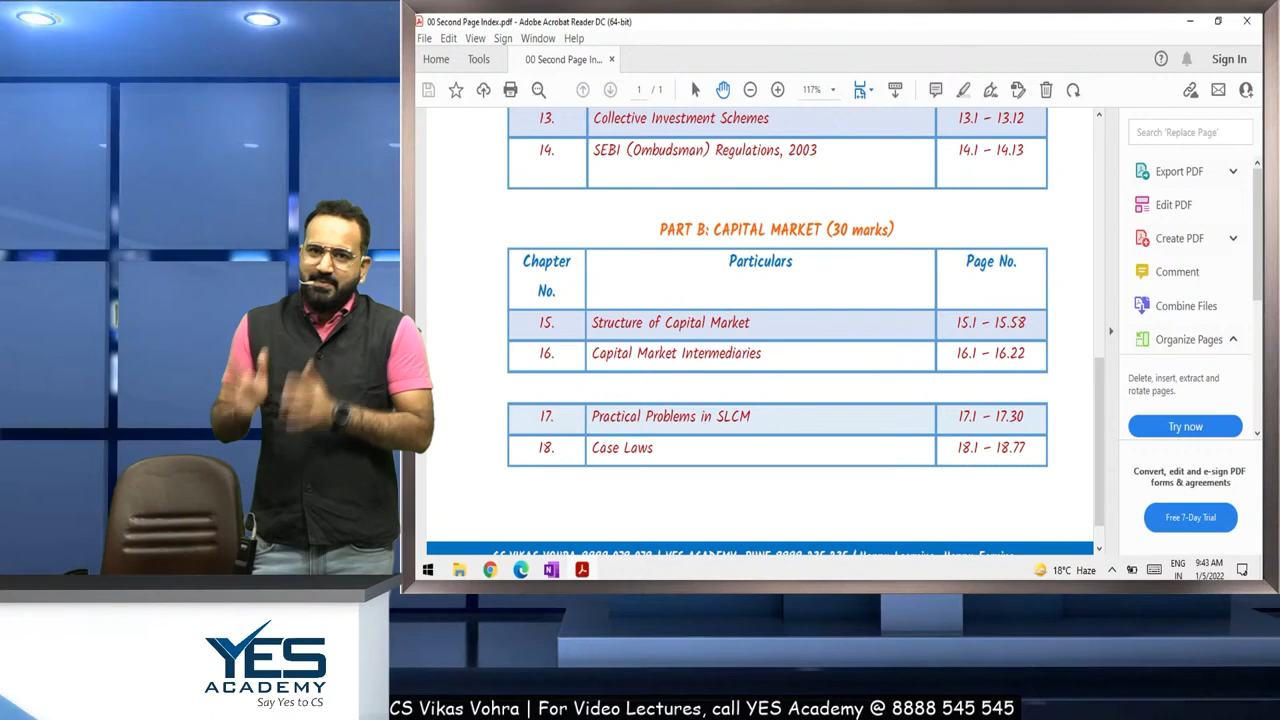 00 Second Page Index.pdf - Adobe Acrobat Reader DC (64-bit)
File Edit View Sign Window Help
Home Tools 00 Second Page In... × Sign In
1 / 1 117%
13. Collective Investment Schemes 13.1 – 13.12
14. SEBI (Ombudsman) Regulations, 2003 14.1 – 14.13
PART B: CAPITAL MARKET (30 marks)
Chapter No. Particulars Page No.
15. Structure of Capital Market 15.1 – 15.58
16. Capital Market Intermediaries 16.1 – 16.22
17. Practical Problems in SLCM 17.1 – 17.30
18. Case Laws 18.1 – 18.77
Search 'Replace Page'
Export PDF
Edit PDF
Create PDF
Comment
Combine Files
Organize Pages
Delete, insert, extract and
rotate pages.
Try now
Convert, edit and e-sign PDF
forms & agreements
Free 7-Day Trial
18°C Haze
ENG
IN
9:43 AM
1/5/2022
YES
ACADEMY
Say Yes to CS
CS Vikas Vohra | For Video Lectures, call YES Academy @ 8888 545 545